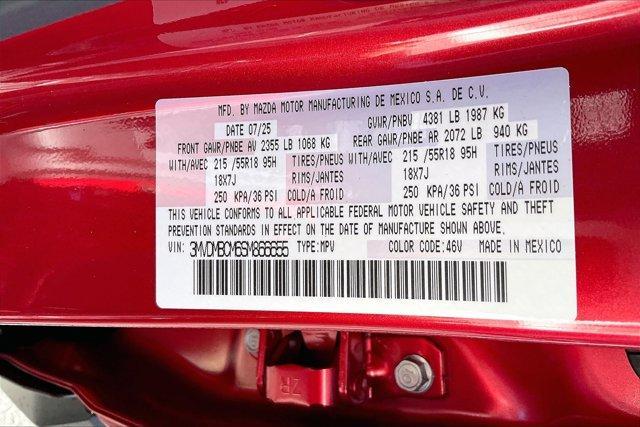 MFD. BY MAZDA MOTOR MANUFACTURING DE MEXICO S.A. DE C.V.
DATE 07/25 GVWR/PNBV 4381 LB 1987 KG
FRONT GAWR/PNBE AV 2355 LB 1068 KG REAR GAWR/PNBE AR 2072 LB 940 KG
WITH/AVEC 215 /55R18 95H TIRES/PNEUS WITH/AVEC 215 /55R18 95H TIRES/PNEUS
18X7J RIMS/JANTES 18X7J RIMS/JANTES
250 KPA/36 PSI COLD/A FROID 250 KPA/36 PSI COLD/A FROID
THIS VEHICLE CONFORMS TO ALL APPLICABLE FEDERAL MOTOR VEHICLE SAFETY AND THEFT
PREVENTION STANDARDS IN EFFECT ON THE DATE OF MANUFACTURE SHOWN ABOVE.
VIN: TYPE:MPV COLOR CODE:46V MADE IN MEXICO
ZR